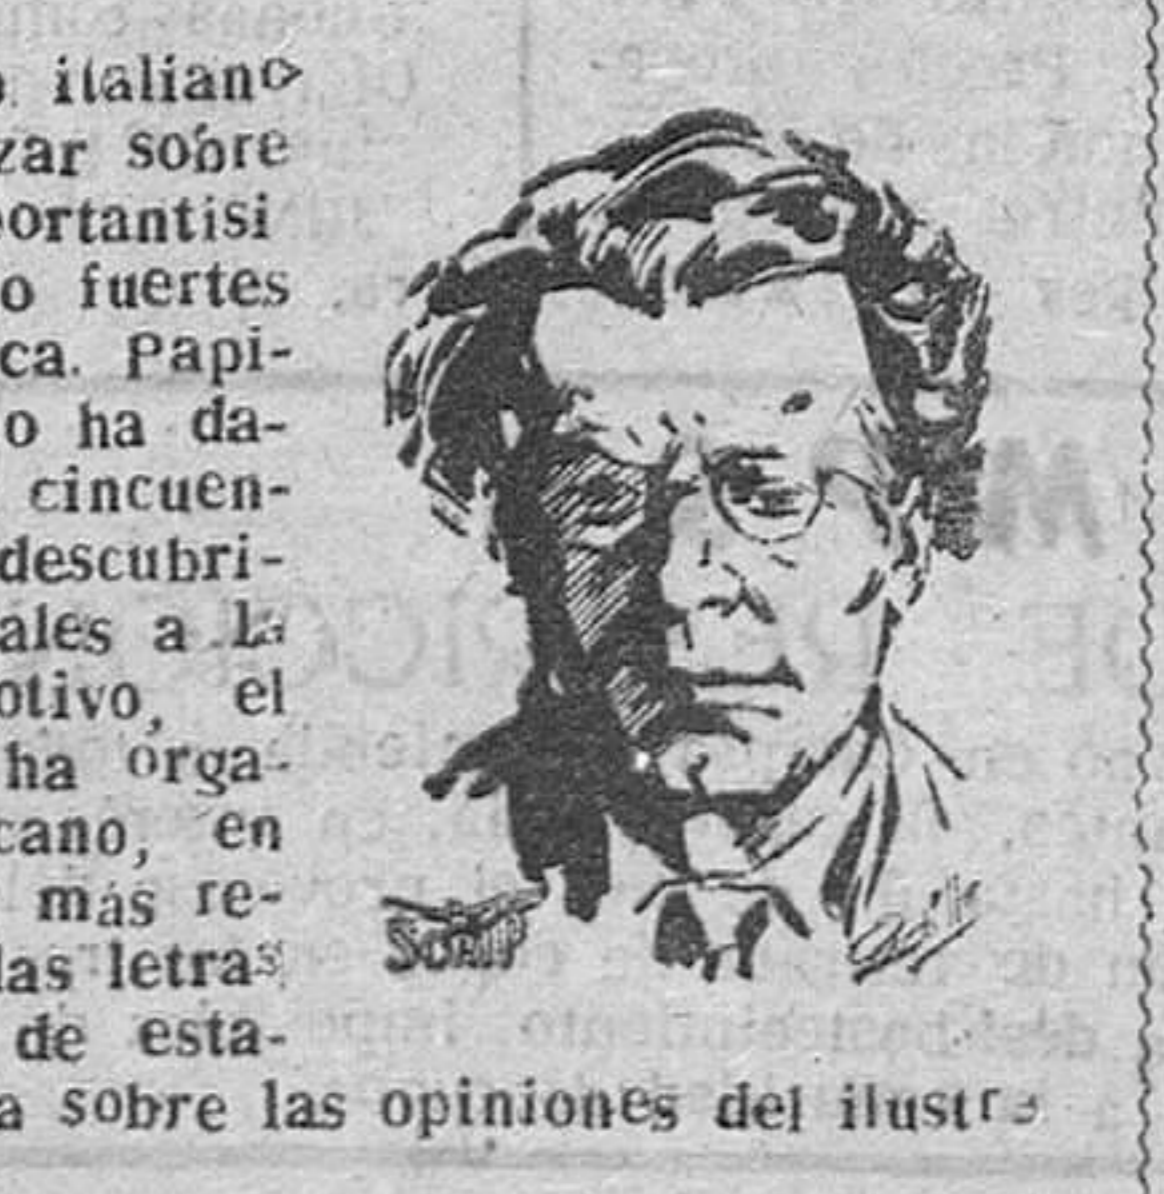 italiano
zar sobre
portantisi
o fuertes
ca. Papi-
o ha da-
cincuen-
descubri-
ales a la
otivo, el
ha orga-
cano, en
más re-
las letras
de esta-
a sobre las opiniones del ilustre